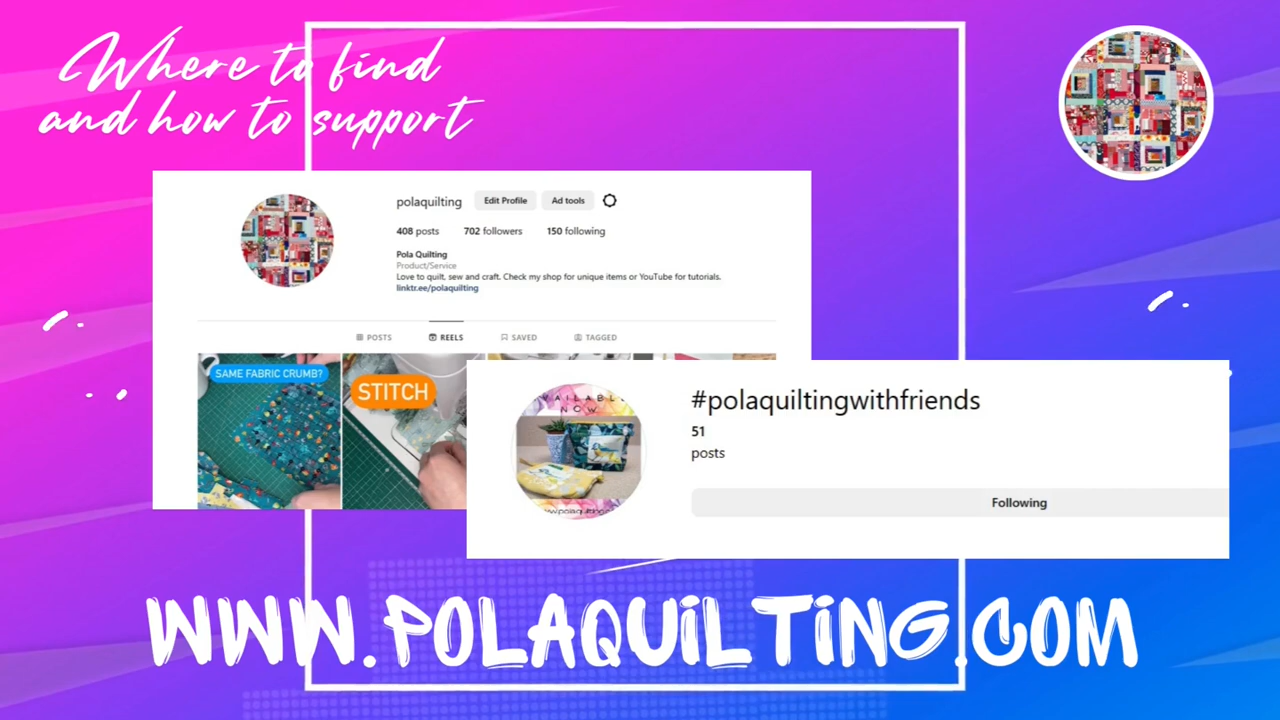 Where to find
and how to support
polaquilting Edit Profile Ad tools
408 posts 702 followers 150 following
Pola Quilting
Product/Service
Love to quilt, sew and craft. Check my shop for unique items or YouTube for tutorials.
linktr.ee/polaquilting
POSTS REELS SAVED TAGGED
SAME FABRIC CRUMB?
STITCH
NOW
#polaquiltingwithfriends
51
posts
Following
WWW.POLAQUILTING.COM